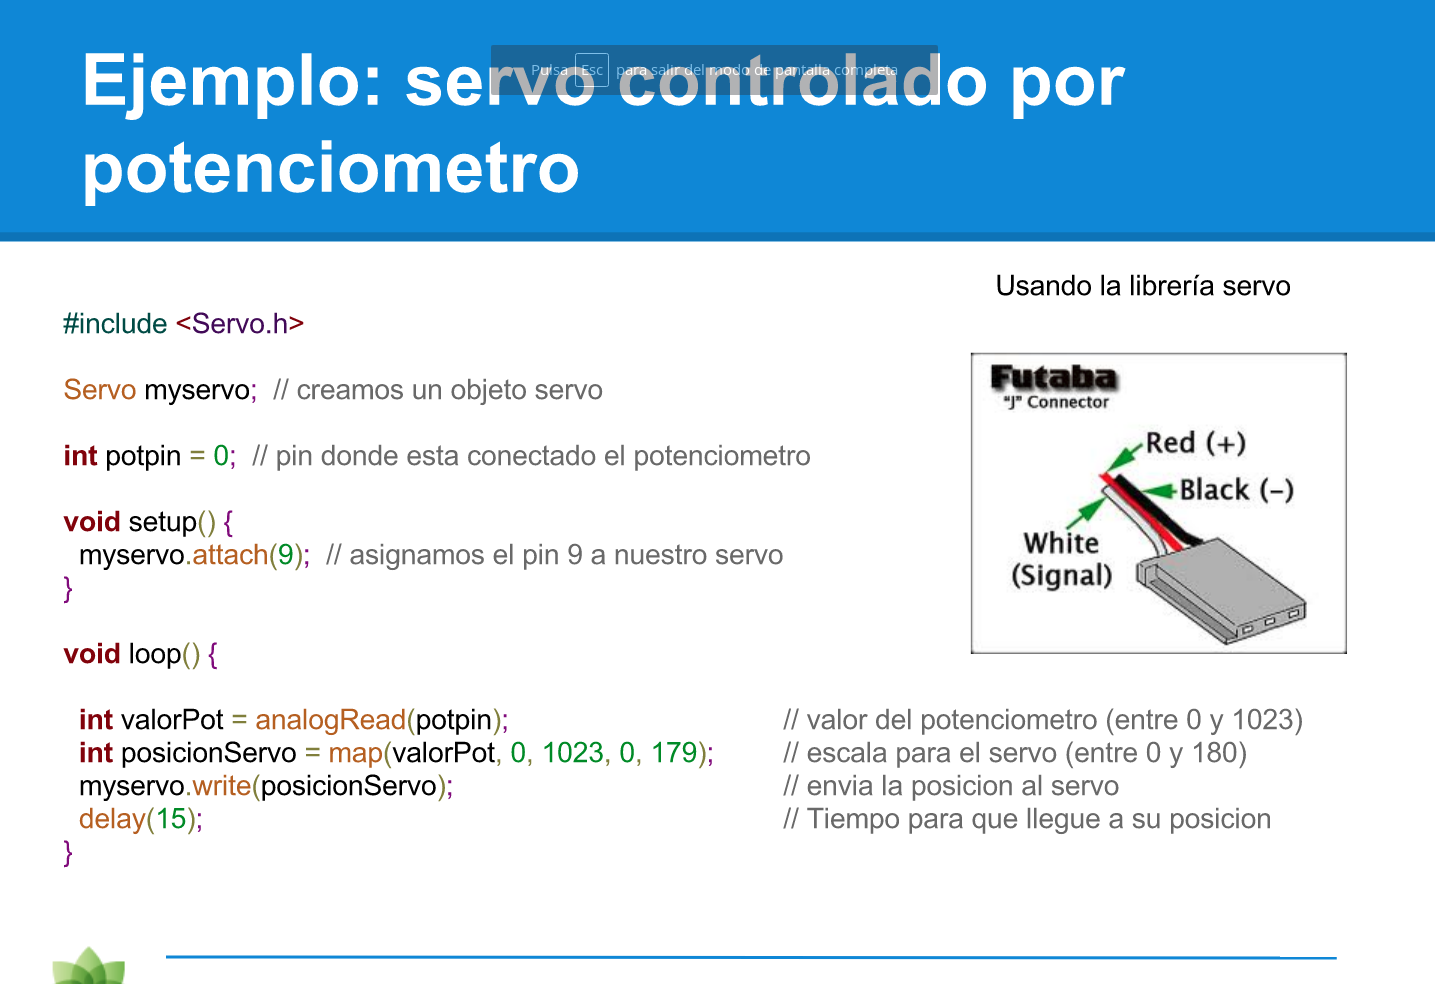 Ejemplo: servo controlado por
potenciometro
Pulsa Esc para salir del modo de pantalla completa
Usando la librería servo
#include <Servo.h>
Servo myservo; // creamos un objeto servo
int potpin = 0; // pin donde esta conectado el potenciometro
void setup() {
myservo.attach(9); // asignamos el pin 9 a nuestro servo
}
void loop() {
int valorPot = analogRead(potpin); // valor del potenciometro (entre 0 y 1023)
int posicionServo = map(valorPot, 0, 1023, 0, 179); // escala para el servo (entre 0 y 180)
myservo.write(posicionServo); // envia la posicion al servo
delay(15); // Tiempo para que llegue a su posicion
}
Futaba
"J" Connector
Red (+)
Black (–)
White
(Signal)